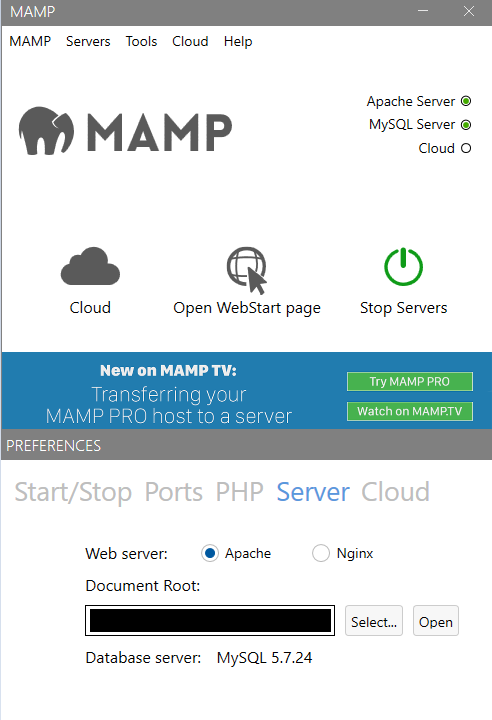 MAMP
MAMP Servers Tools Cloud Help
Apache Server
MySQL Server
Cloud
MAMP
Cloud Open WebStart page Stop Servers
New on MAMP TV:
Transferring your
MAMP PRO host to a server
Try MAMP PRO
Watch on MAMP.TV
PREFERENCES
Start/Stop Ports PHP Server Cloud
Web server: Apache Nginx
Document Root:
Select... Open
Database server: MySQL 5.7.24